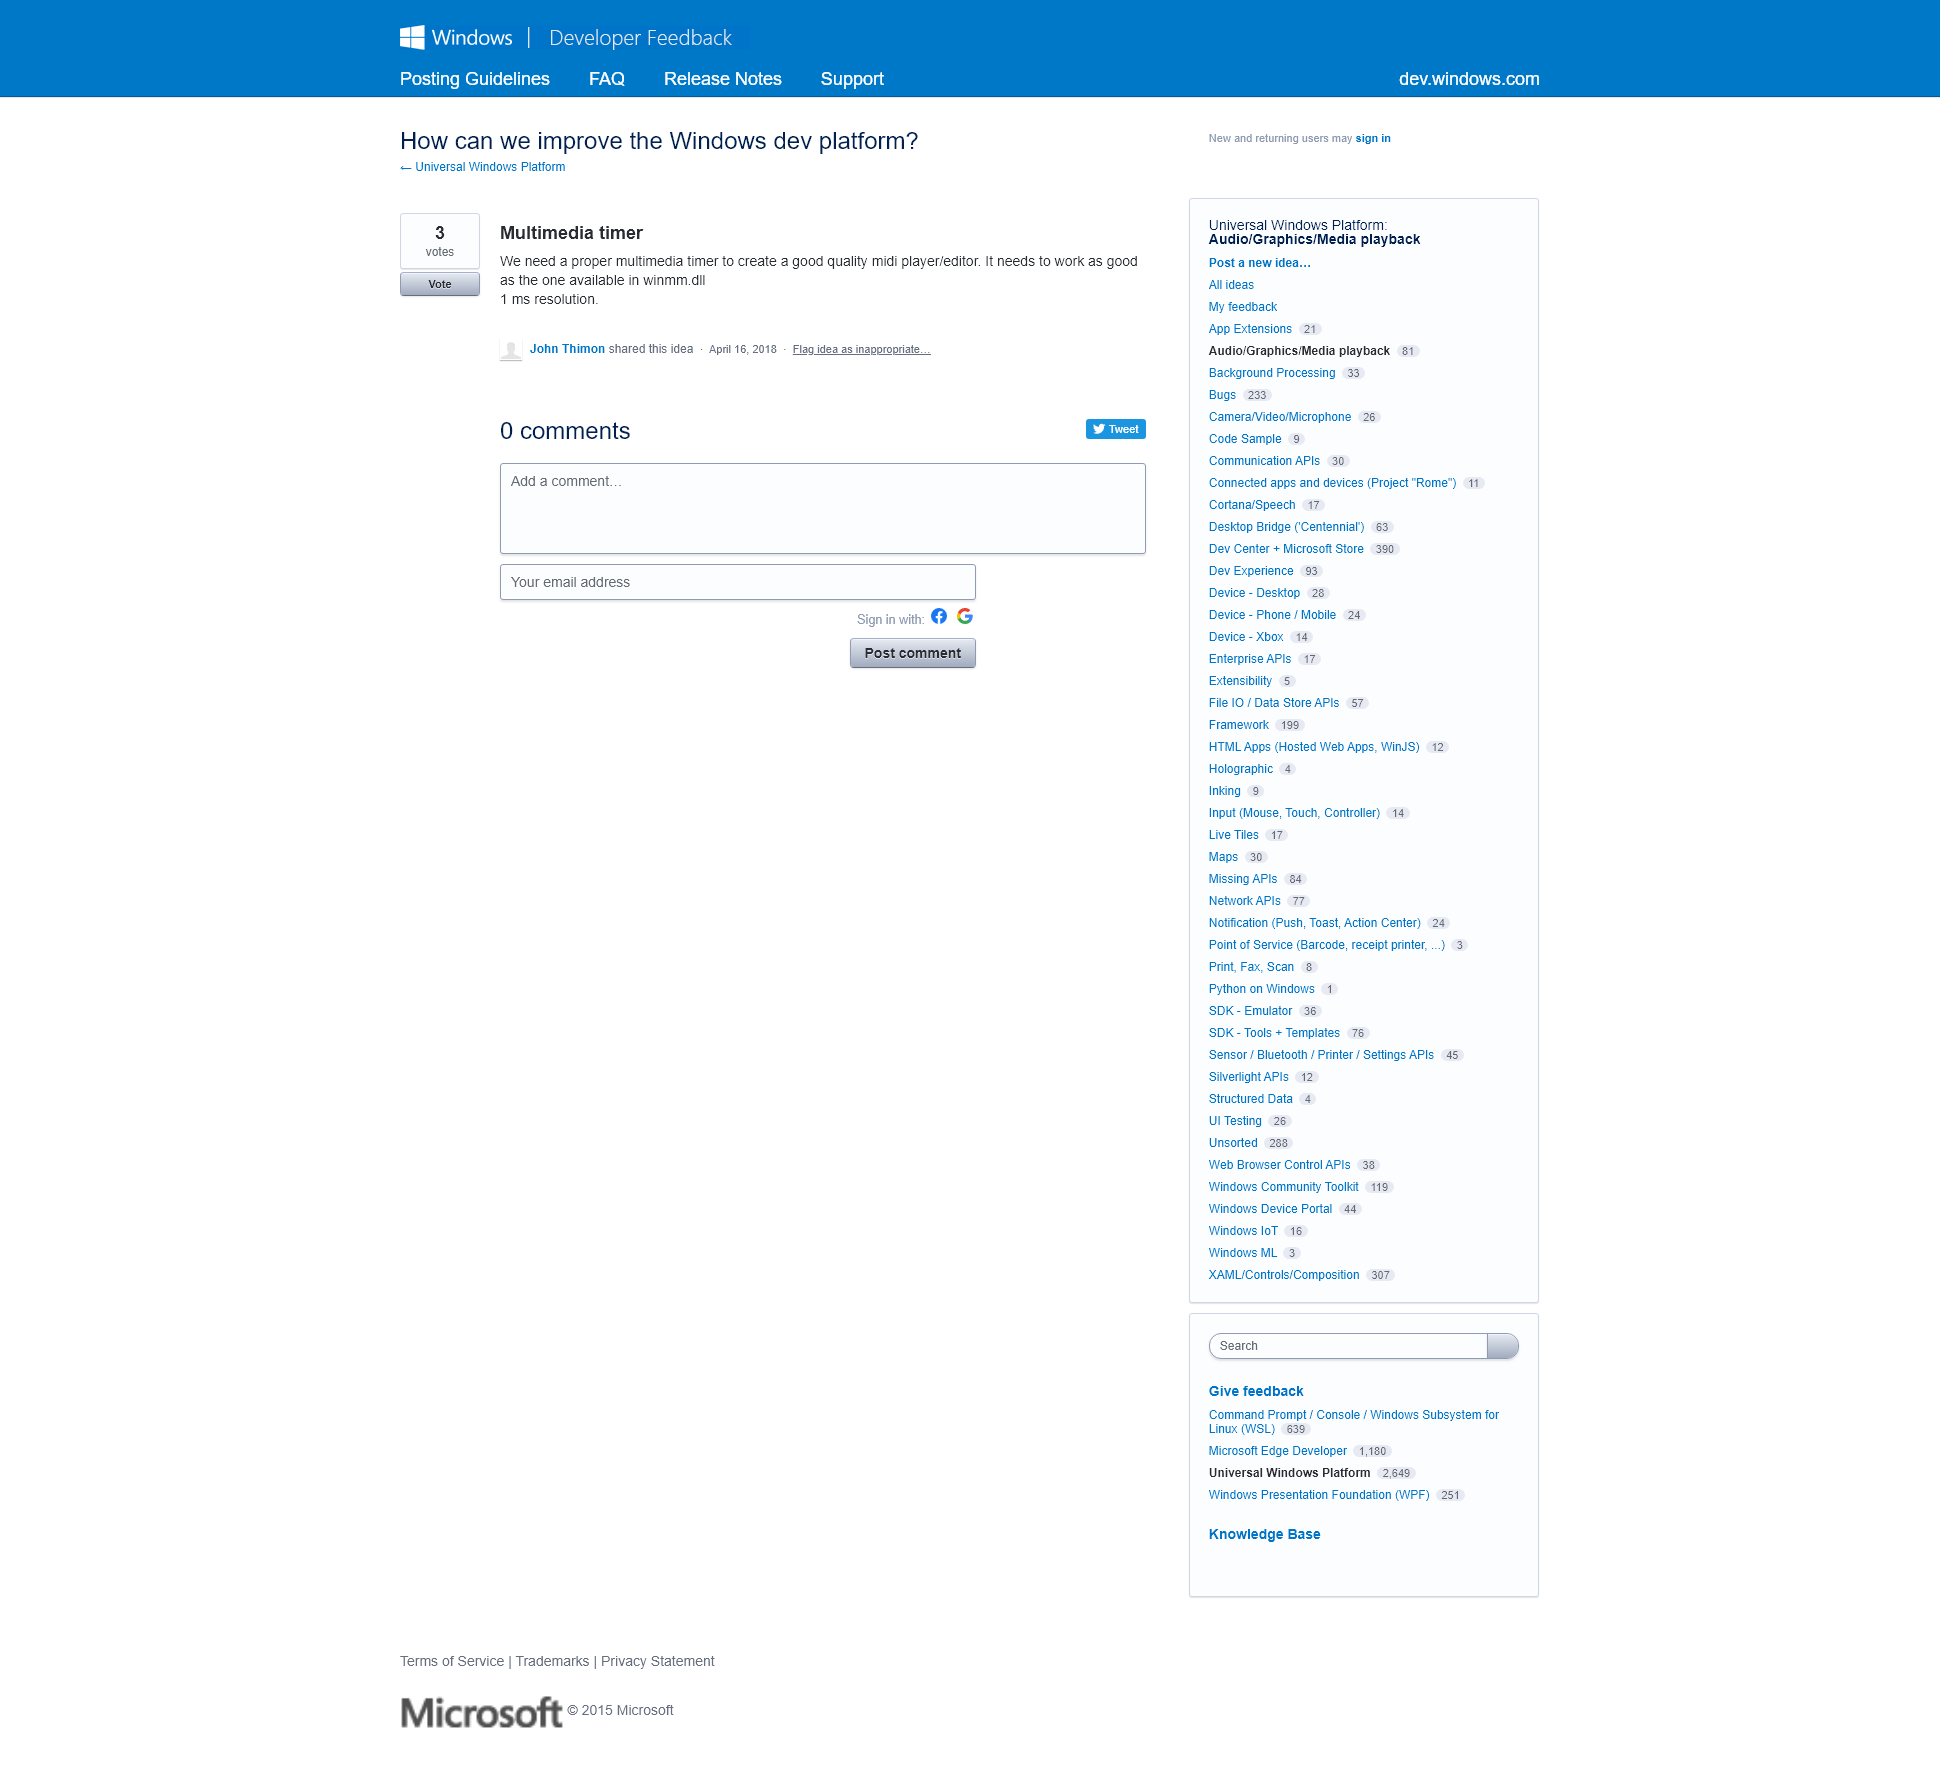 Windows | Developer Feedback
Posting Guidelines FAQ Release Notes Support dev.windows.com
How can we improve the Windows dev platform?
← Universal Windows Platform
New and returning users may sign in
3
votes
Vote
Multimedia timer
We need a proper multimedia timer to create a good quality midi player/editor. It needs to work as good
as the one available in winmm.dll
1 ms resolution.
John Thimon shared this idea · April 16, 2018 · Flag idea as inappropriate…
0 comments
Tweet
Add a comment…
Your email address
Sign in with:
Post comment
Universal Windows Platform:
Audio/Graphics/Media playback
Post a new idea…
All ideas
My feedback
App Extensions 21
Audio/Graphics/Media playback 81
Background Processing 33
Bugs 233
Camera/Video/Microphone 26
Code Sample 9
Communication APIs 30
Connected apps and devices (Project "Rome") 11
Cortana/Speech 17
Desktop Bridge ('Centennial') 63
Dev Center + Microsoft Store 390
Dev Experience 93
Device - Desktop 28
Device - Phone / Mobile 24
Device - Xbox 14
Enterprise APIs 17
Extensibility 5
File IO / Data Store APIs 57
Framework 199
HTML Apps (Hosted Web Apps, WinJS) 12
Holographic 4
Inking 9
Input (Mouse, Touch, Controller) 14
Live Tiles 17
Maps 30
Missing APIs 84
Network APIs 77
Notification (Push, Toast, Action Center) 24
Point of Service (Barcode, receipt printer, ...) 3
Print, Fax, Scan 8
Python on Windows 1
SDK - Emulator 36
SDK - Tools + Templates 76
Sensor / Bluetooth / Printer / Settings APIs 45
Silverlight APIs 12
Structured Data 4
UI Testing 26
Unsorted 288
Web Browser Control APIs 38
Windows Community Toolkit 119
Windows Device Portal 44
Windows IoT 16
Windows ML 3
XAML/Controls/Composition 307
Search
Give feedback
Command Prompt / Console / Windows Subsystem for
Linux (WSL) 639
Microsoft Edge Developer 1,180
Universal Windows Platform 2,649
Windows Presentation Foundation (WPF) 251
Knowledge Base
Terms of Service | Trademarks | Privacy Statement
Microsoft © 2015 Microsoft